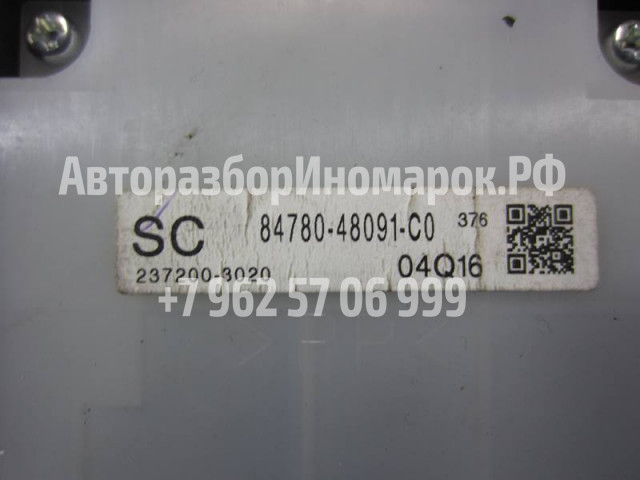 АвторазборИномарок.РФ
SC 84780-48091-C0 376
237200-3020 04Q16
+7 962 57 06 999